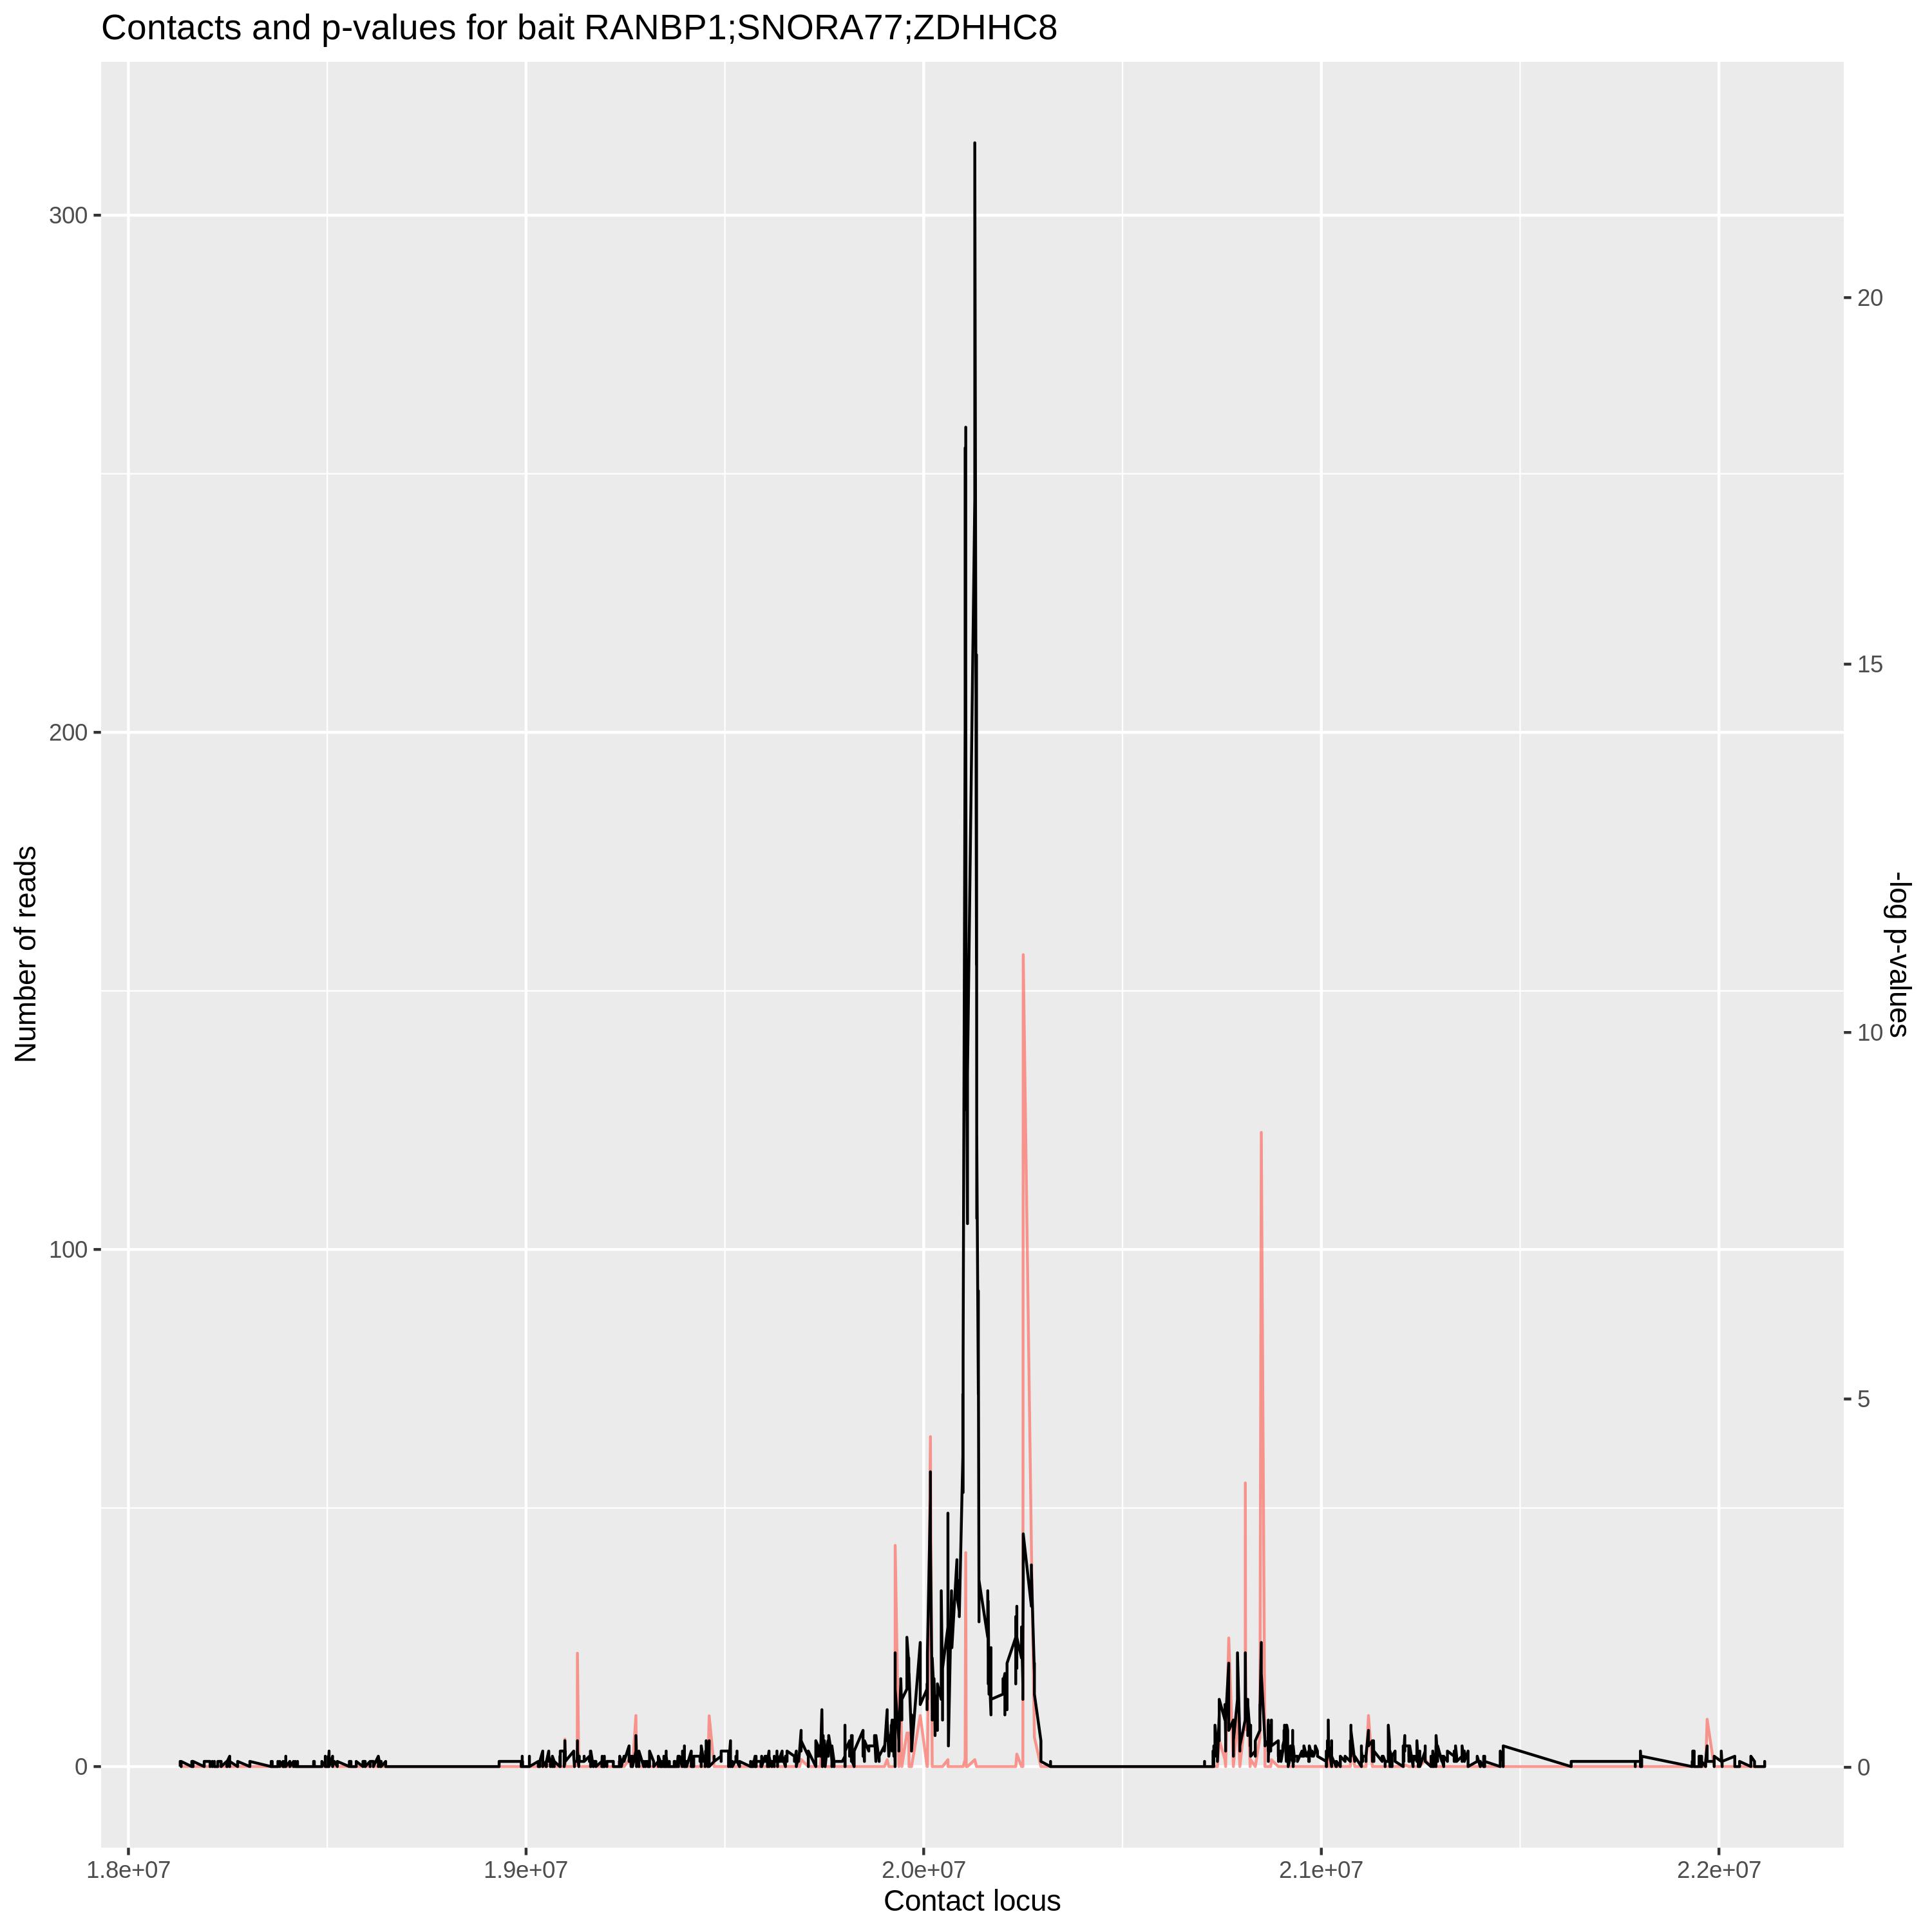 Contacts and p-values for bait RANBP1;SNORA77;ZDHHC8
300
200
100
0
Number of reads
20
15
10
5
0
-log p-values
1.8e+07
1.9e+07
2.0e+07
2.1e+07
2.2e+07
Contact locus